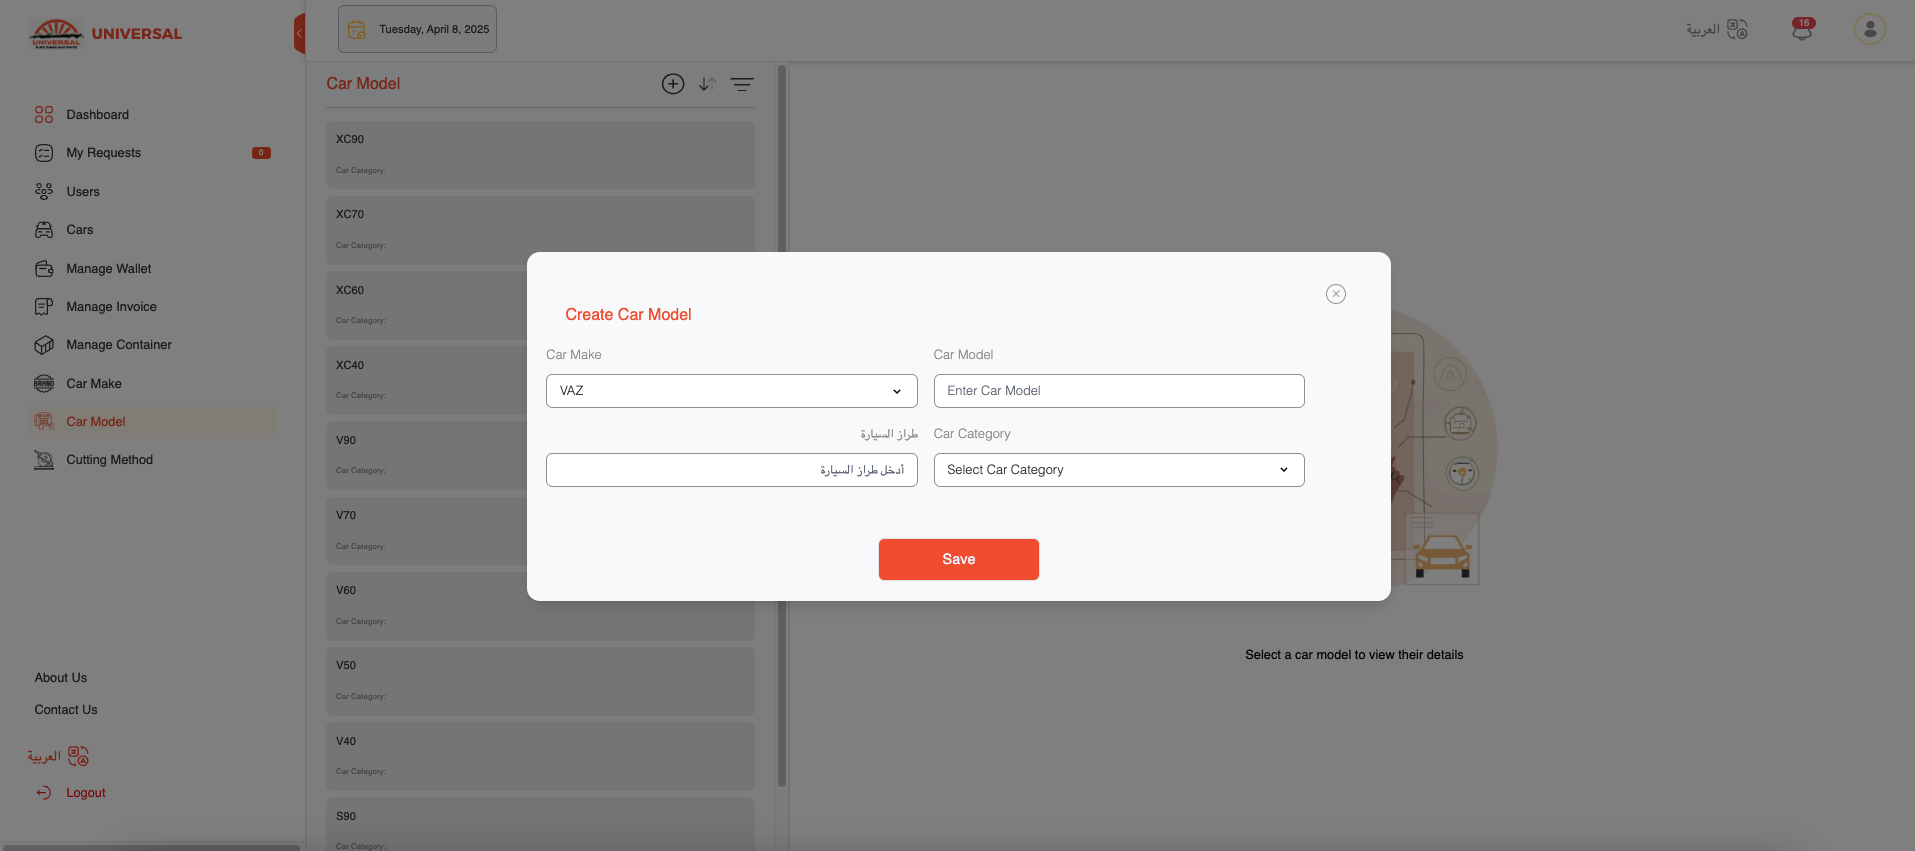 UNIVERSAL
UNIVERSAL
Tuesday, April 8, 2025
العربية
16
Dashboard
My Requests
0
Users
Cars
Manage Wallet
Manage Invoice
Manage Container
BRAND
Car Make
Car Model
Cutting Method
About Us
Contact Us
العربية
Logout
Car Model
XC90
Car Category:
XC70
Car Category:
XC60
Car Category:
XC40
Car Category:
V90
Car Category:
V70
Car Category:
V60
Car Category:
V50
Car Category:
V40
Car Category:
S90
Car Category:
Create Car Model
Car Make
Car Model
VAZ
Enter Car Model
طراز السيارة
Car Category
أدخل طراز السيارة
Select Car Category
Save
Select a car model to view their details